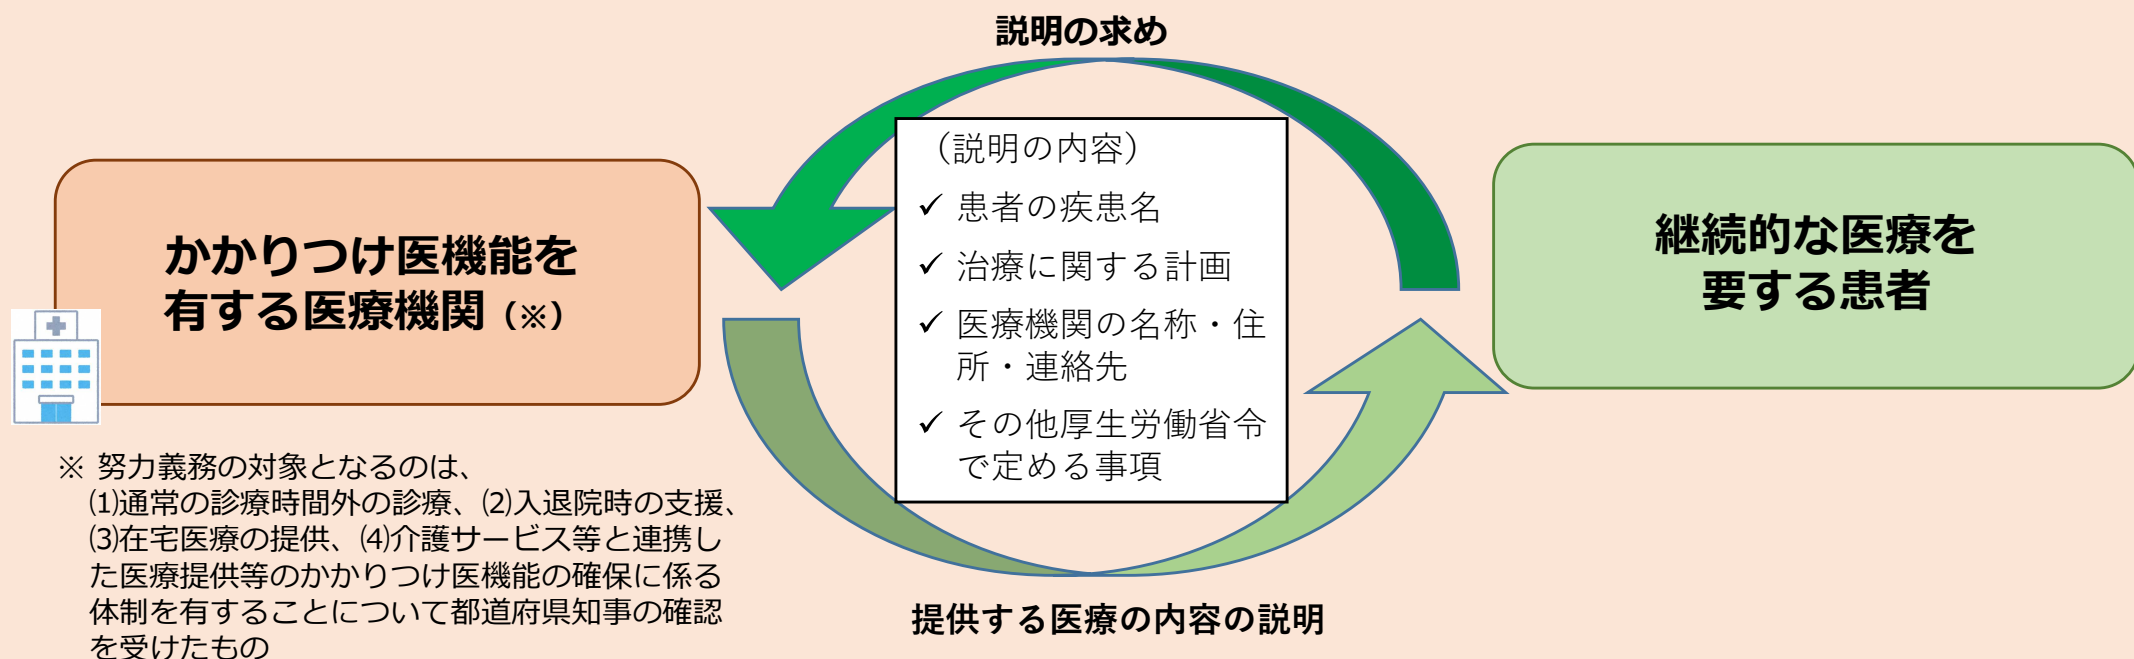 説明の求め
かかりつけ医機能を
有する医療機関（※）
（説明の内容）
✓ 患者の疾患名
✓ 治療に関する計画
✓ 医療機関の名称・住
所・連絡先
✓ その他厚生労働省令
で定める事項
継続的な医療を
要する患者
※ 努力義務の対象となるのは、
⑴通常の診療時間外の診療、⑵入退院時の支援、
⑶在宅医療の提供、⑷介護サービス等と連携し
た医療提供等のかかりつけ医機能の確保に係る
体制を有することについて都道府県知事の確認
を受けたもの
提供する医療の内容の説明